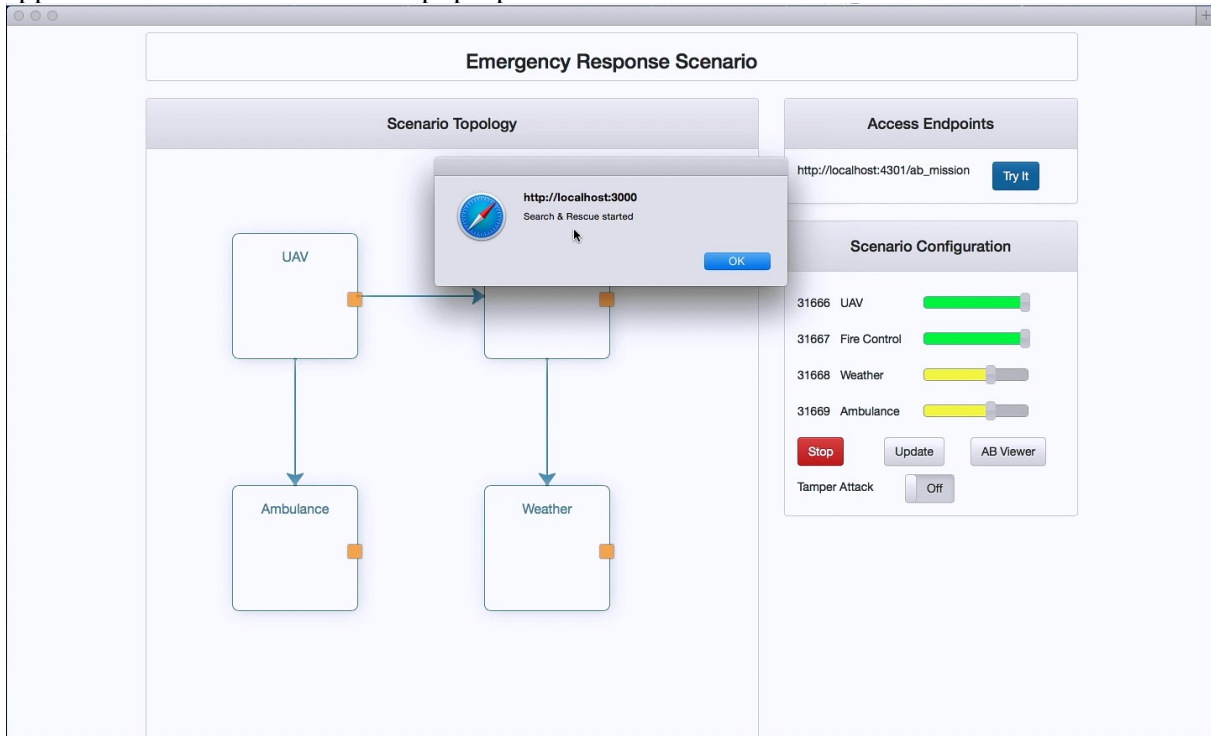 Emergency Response Scenario
Scenario Topology
Access Endpoints
http://localhost:4301/ab_mission
Try It
http://localhost:3000
Search & Rescue started
OK
Scenario Configuration
UAV
31666 UAV
31667 Fire Control
31668 Weather
31669 Ambulance
Stop
Update
AB Viewer
Tamper Attack
Off
Ambulance
Weather